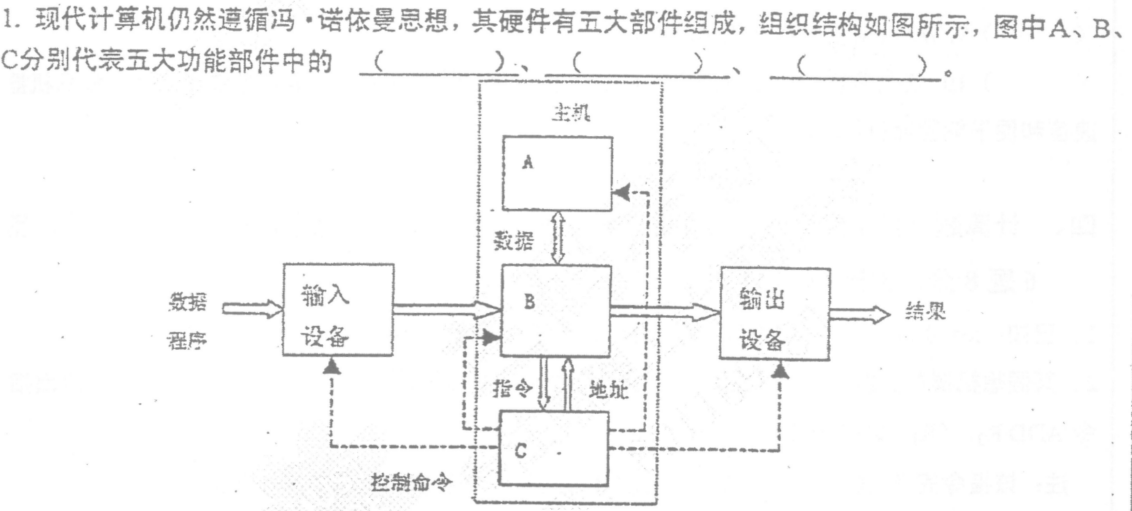 1. 现代计算机仍然遵循冯·诺依曼思想，其硬件有五大部件组成，组织结构如图所示，图中A、B、
C分别代表五大功能部件中的 （ ）、（ ）、（ ）。
主机
A
数据
数据
程序
输入
设备
B
输出
设备
结果
指令 地址
C
控制命令